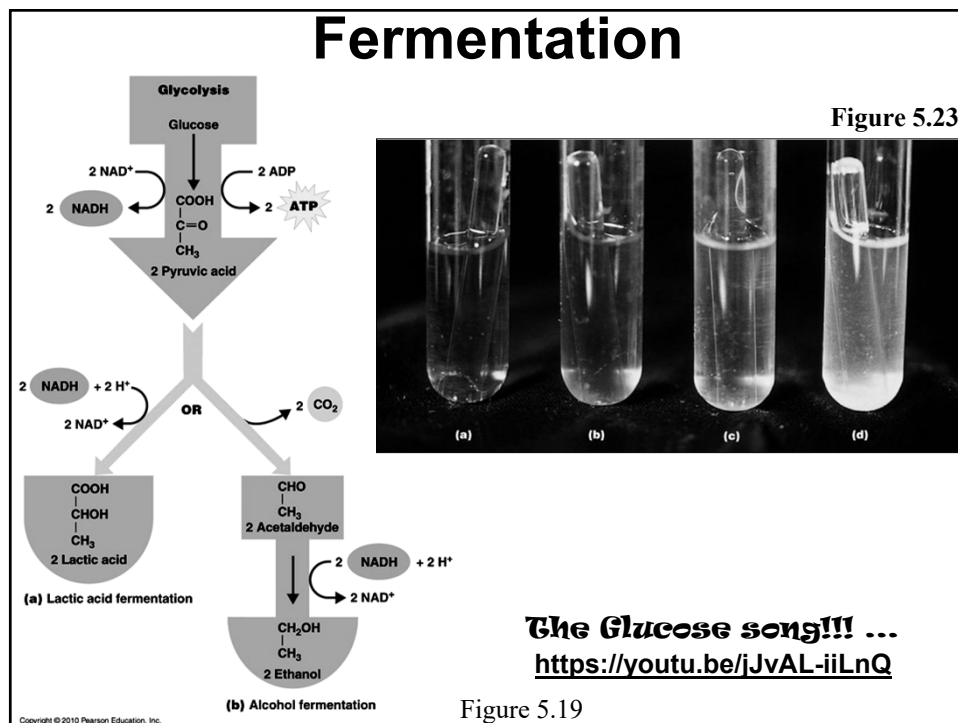 Fermentation
Glycolysis
Glucose
2 NAD⁺
2 ADP
2 NADH
2 ATP
COOH
C=O
CH₃
2 Pyruvic acid
2 NADH + 2 H⁺
2 NAD⁺
OR
2 CO₂
COOH
CHOH
CH₃
2 Lactic acid
(a) Lactic acid fermentation
CHO
CH₃
2 Acetaldehyde
2 NADH + 2 H⁺
2 NAD⁺
CH₂OH
CH₃
2 Ethanol
(b) Alcohol fermentation
Copyright © 2010 Pearson Education, Inc.
Figure 5.19
Figure 5.23
(a) (b) (c) (d)
The Glucose song!!! ...
https://youtu.be/jJvAL-iiLnQ